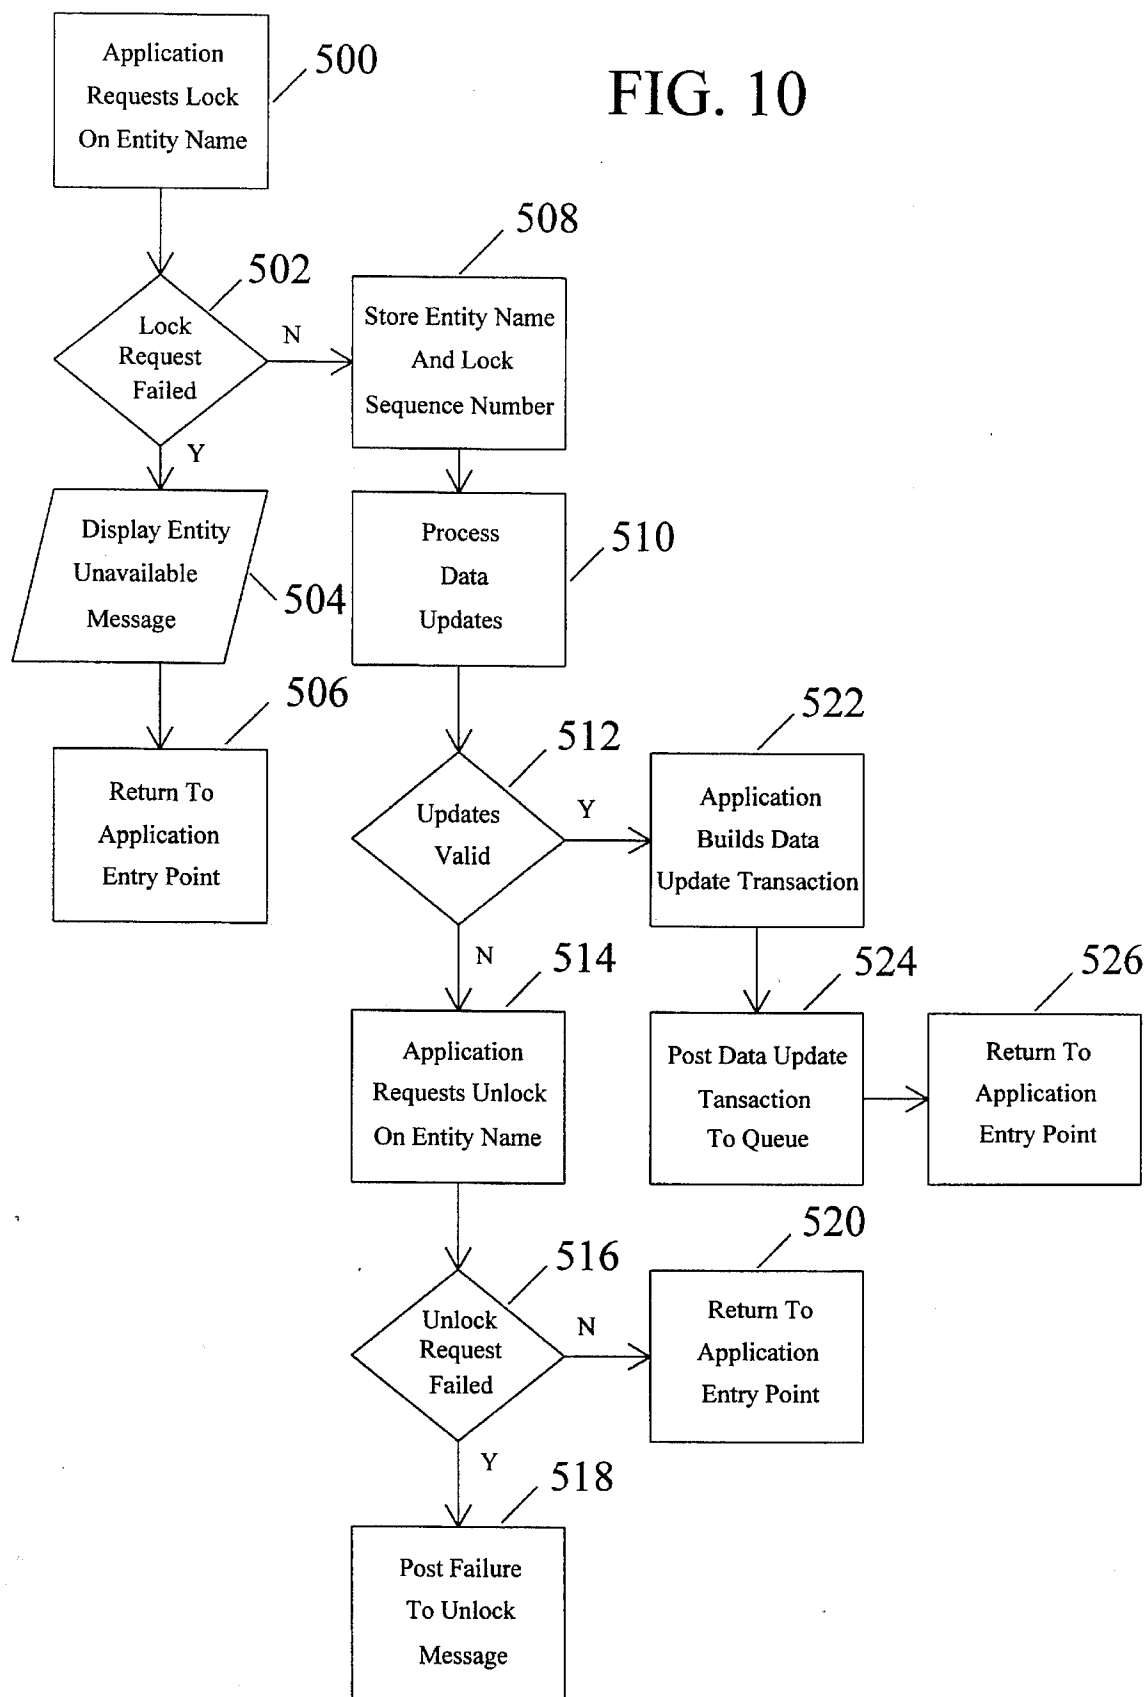 FIG. 10
Application
Requests Lock
On Entity Name
500
Lock
Request
Failed
502
N
Y
Store Entity Name
And Lock
Sequence Number
508
Display Entity
Unavailable
Message
504
Process
Data
Updates
510
Return To
Application
Entry Point
506
Updates
Valid
512
Y
N
Application
Builds Data
Update Transaction
522
Application
Requests Unlock
On Entity Name
514
Post Data Update
Tansaction
To Queue
524
Return To
Application
Entry Point
526
Unlock
Request
Failed
516
N
Y
Return To
Application
Entry Point
520
Post Failure
To Unlock
Message
518